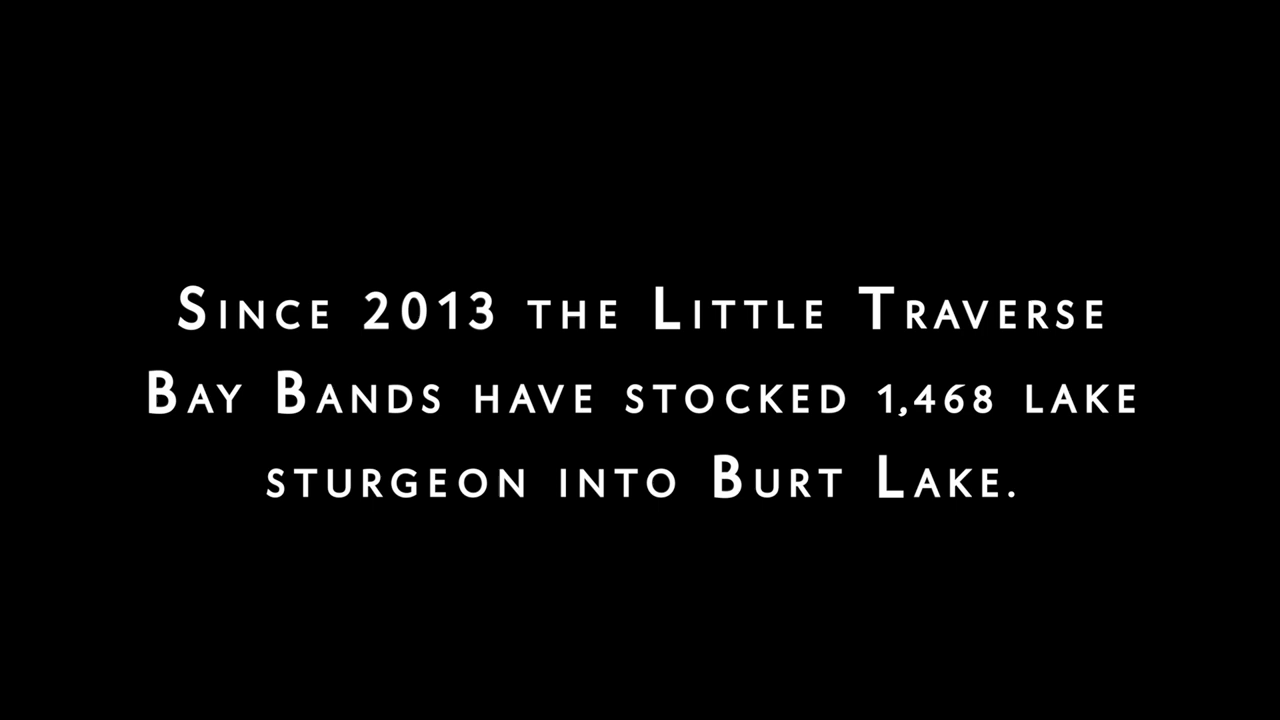 Since 2013 the Little Traverse
Bay Bands have stocked 1,468 lake
sturgeon into Burt Lake.